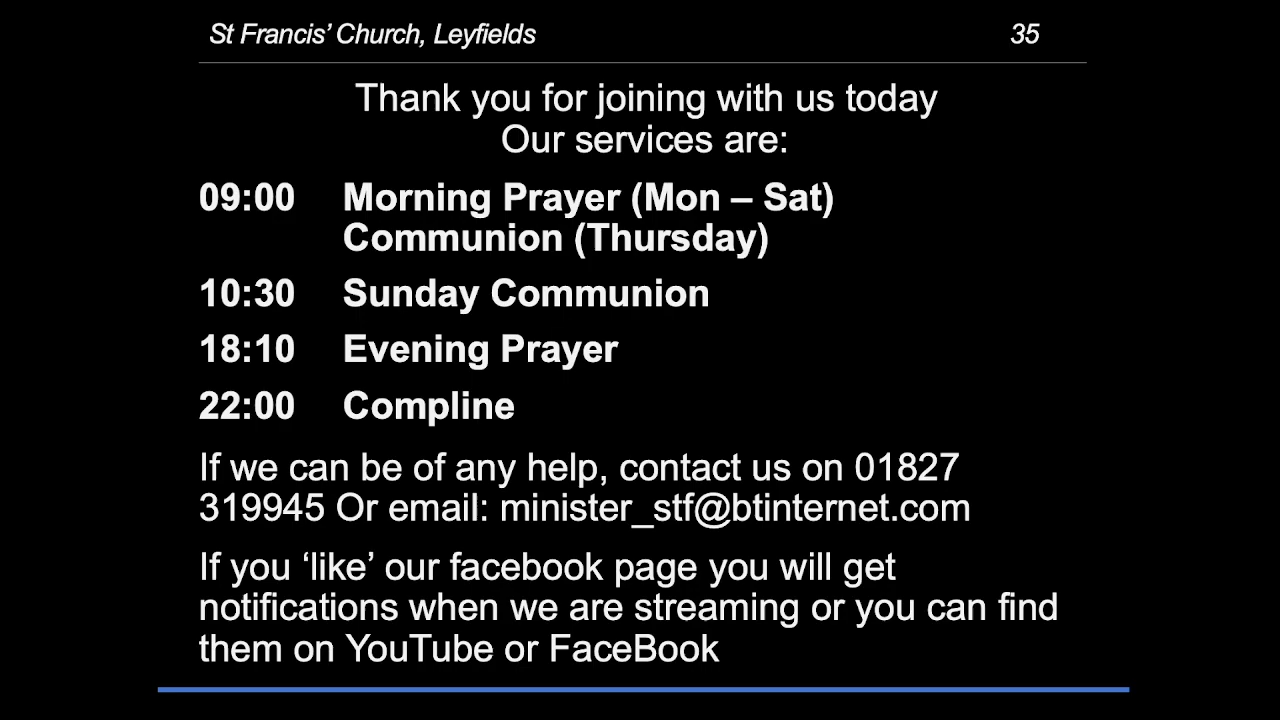 St Francis’ Church, Leyfields 35
Thank you for joining with us today
Our services are:
09:00 Morning Prayer (Mon – Sat)
Communion (Thursday)
10:30 Sunday Communion
18:10 Evening Prayer
22:00 Compline
If we can be of any help, contact us on 01827
319945 Or email: minister_stf@btinternet.com
If you ‘like’ our facebook page you will get
notifications when we are streaming or you can find
them on YouTube or FaceBook